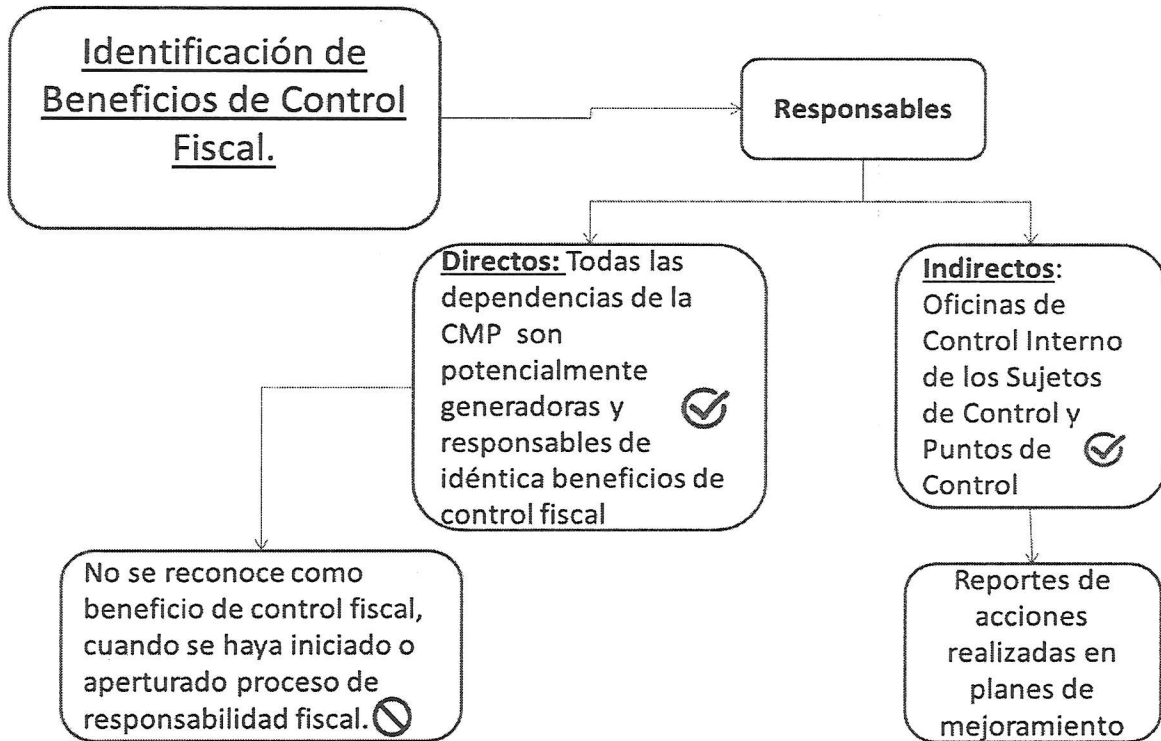 Identificación de
Beneficios de Control
Fiscal.
Responsables
Directos: Todas las
dependencias de la
CMP son
potencialmente
generadoras y
responsables de
idéntica beneficios de
control fiscal
Indirectos:
Oficinas de
Control Interno
de los Sujetos
de Control y
Puntos de
Control
No se reconoce como
beneficio de control fiscal,
cuando se haya iniciado o
aperturado proceso de
responsabilidad fiscal.
Reportes de
acciones
realizadas en
planes de
mejoramiento